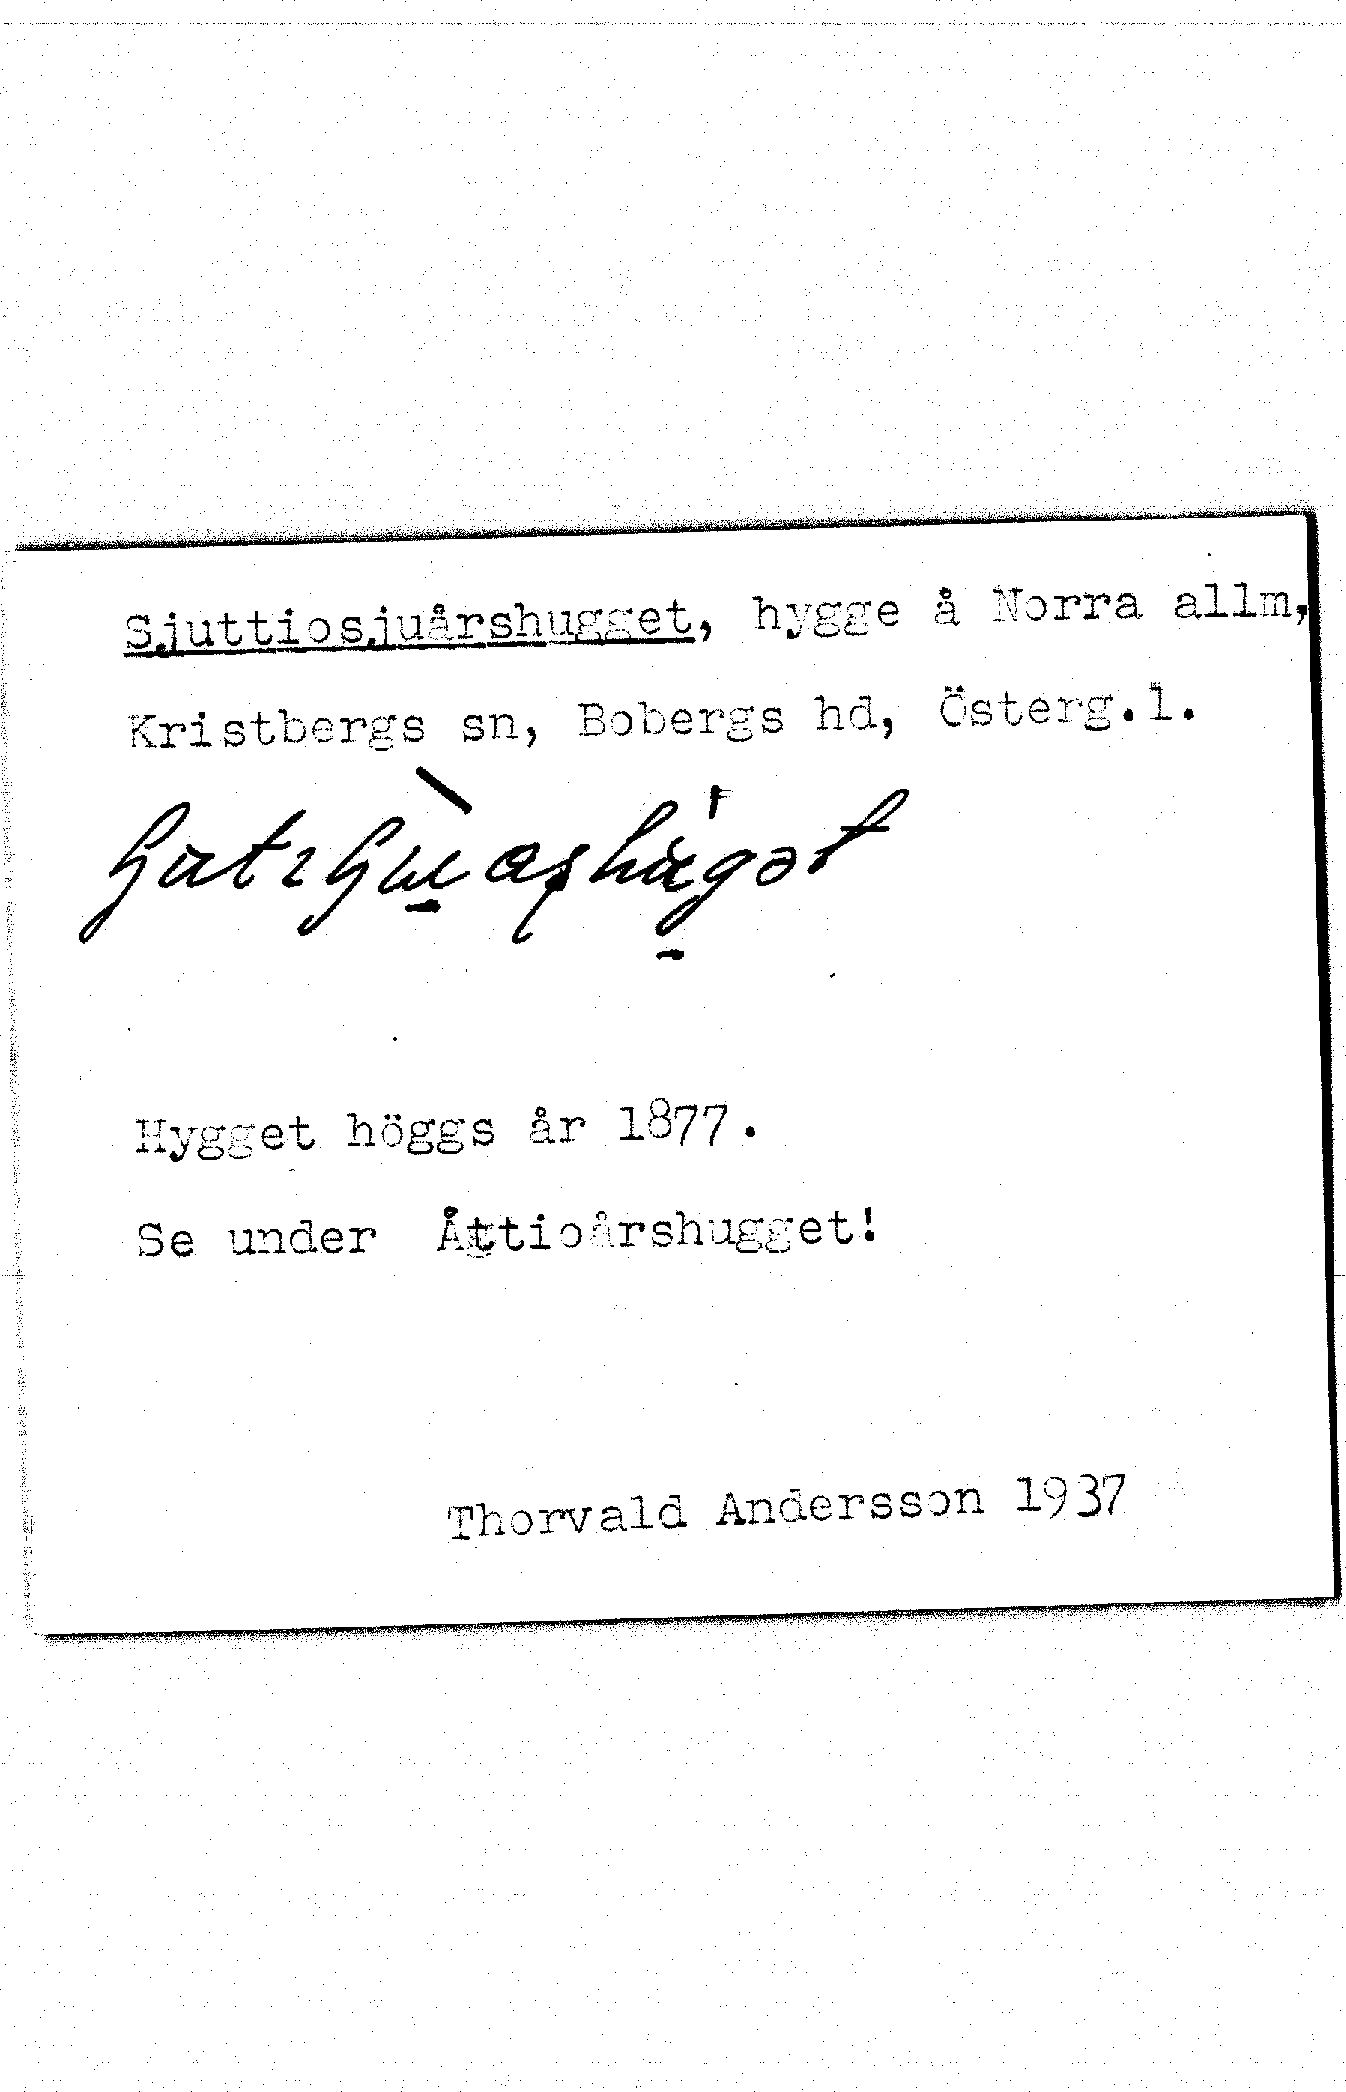 Sjuttiosjuårshugget, hygge å Norra allm,
Kristbergs sn, Bobergs hd, Österg.l.
Hygget höggs år 1877.
Se under Åttioårshugget!
Thorvald Andersson 1937